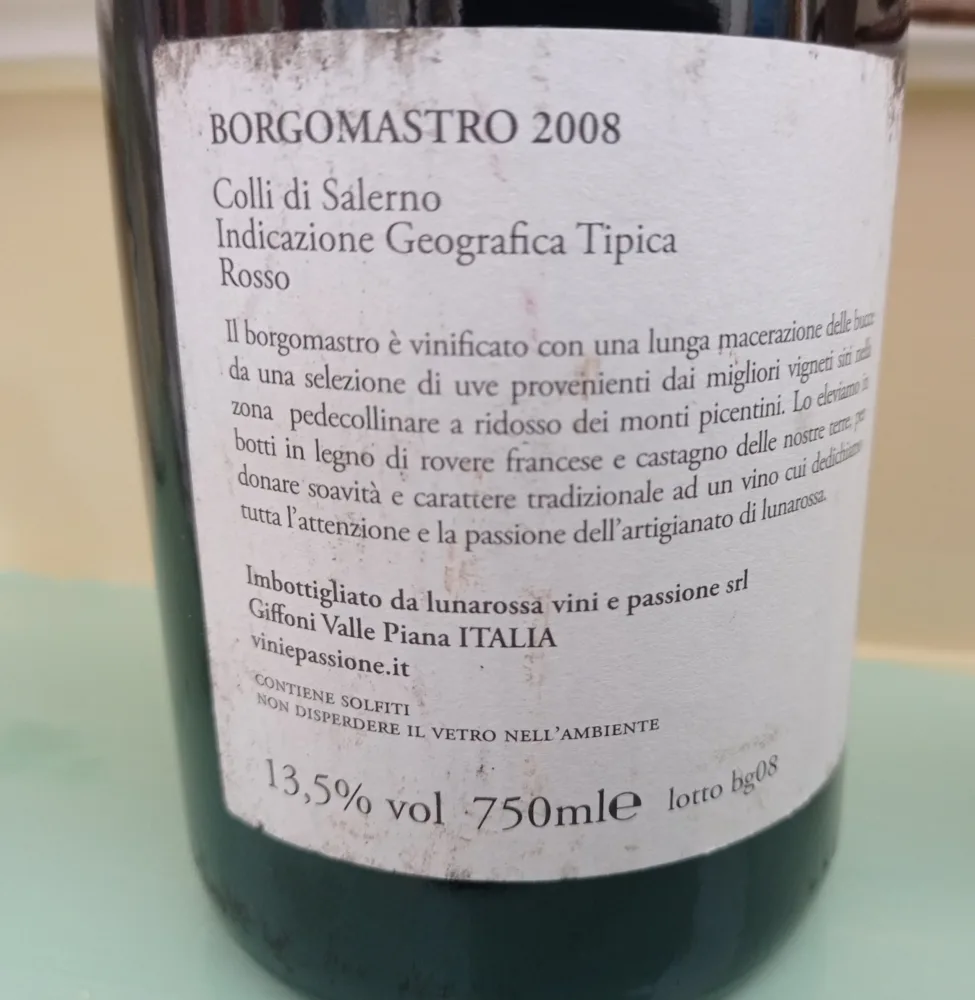 BORGOMASTRO 2008
Colli di Salerno
Indicazione Geografica Tipica
Rosso
Il borgomastro è vinificato con una lunga macerazione delle bucce
da una selezione di uve provenienti dai migliori vigneti siti nella
zona pedecollinare a ridosso dei monti picentini. Lo eleviamo in
botti in legno di rovere francese e castagno delle nostre terre, per
donare soavità e carattere tradizionale ad un vino cui dedichiamo
tutta l'attenzione e la passione dell'artigianato di lunarossa.
Imbottigliato da lunarossa vini e passione srl
Giffoni Valle Piana ITALIA
viniepassione.it
CONTIENE SOLFITI
NON DISPERDERE IL VETRO NELL'AMBIENTE
13,5% vol 750ml℮ lotto bg08